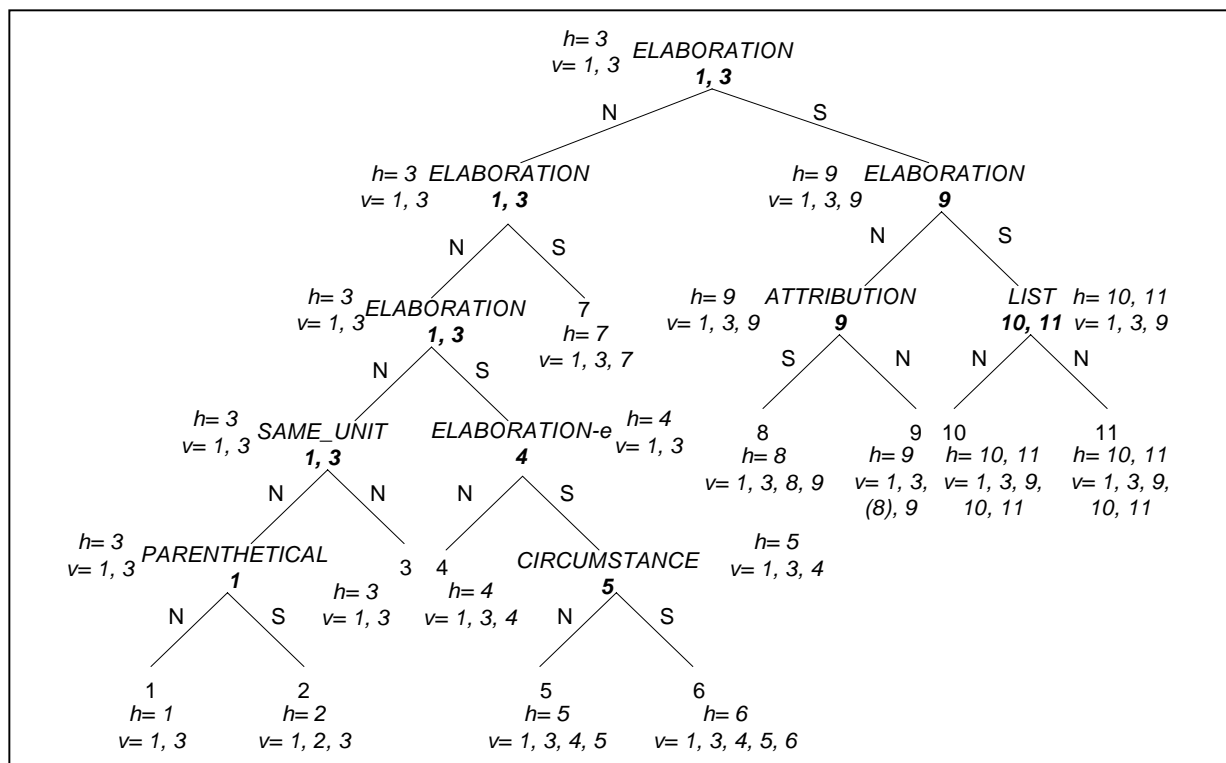 h= 3 ELABORATION
v= 1, 3 1, 3
N S
h= 3 ELABORATION h= 9 ELABORATION
v= 1, 3 1, 3 v= 1, 3, 9 9
N S N S
h= 3 ELABORATION 7 h= 9 ATTRIBUTION LIST h= 10, 11
v= 1, 3 1, 3 h= 7 v= 1, 3, 9 9 10, 11 v= 1, 3, 9
v= 1, 3, 7
N S S N N N
h= 3 SAME_UNIT ELABORATION-e h= 4 8 9 10 11
v= 1, 3 1, 3 4 v= 1, 3 h= 8 h= 9 h= 10, 11 h= 10, 11
v= 1, 3, 8, 9 v= 1, 3, v= 1, 3, 9, v= 1, 3, 9,
N N N S (8), 9 10, 11 10, 11
h= 3 PARENTHETICAL 3 4 CIRCUMSTANCE h= 5
v= 1, 3 1 h= 3 h= 4 5 v= 1, 3, 4
v= 1, 3 v= 1, 3, 4
N S N S
1 2 5 6
h= 1 h= 2 h= 5 h= 6
v= 1, 3 v= 1, 2, 3 v= 1, 3, 4, 5 v= 1, 3, 4, 5, 6